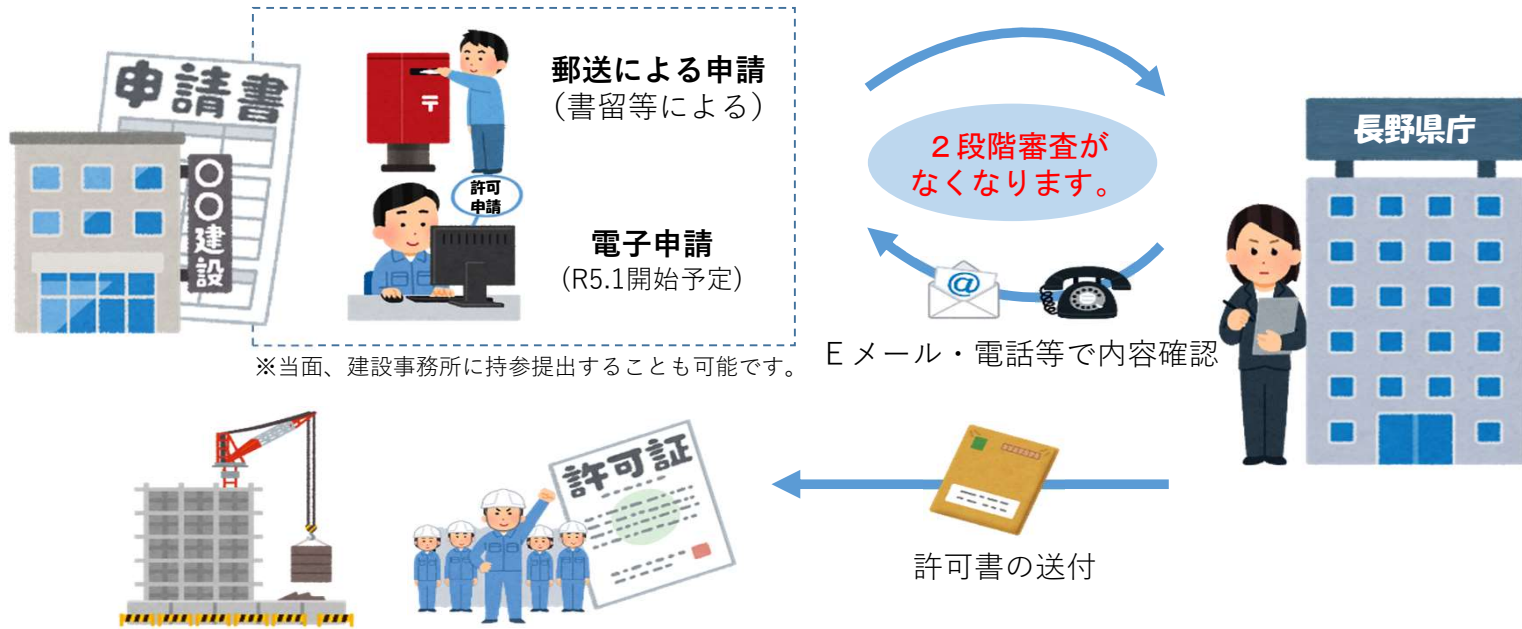 申請書
〇〇建設
〒
郵送による申請
（書留等による）
許可
申請
電子申請
(R5.1開始予定)
※当面、建設事務所に持参提出することも可能です。
２段階審査が
なくなります。
@
Ｅメール・電話等で内容確認
長野県庁
許可証
許可書の送付